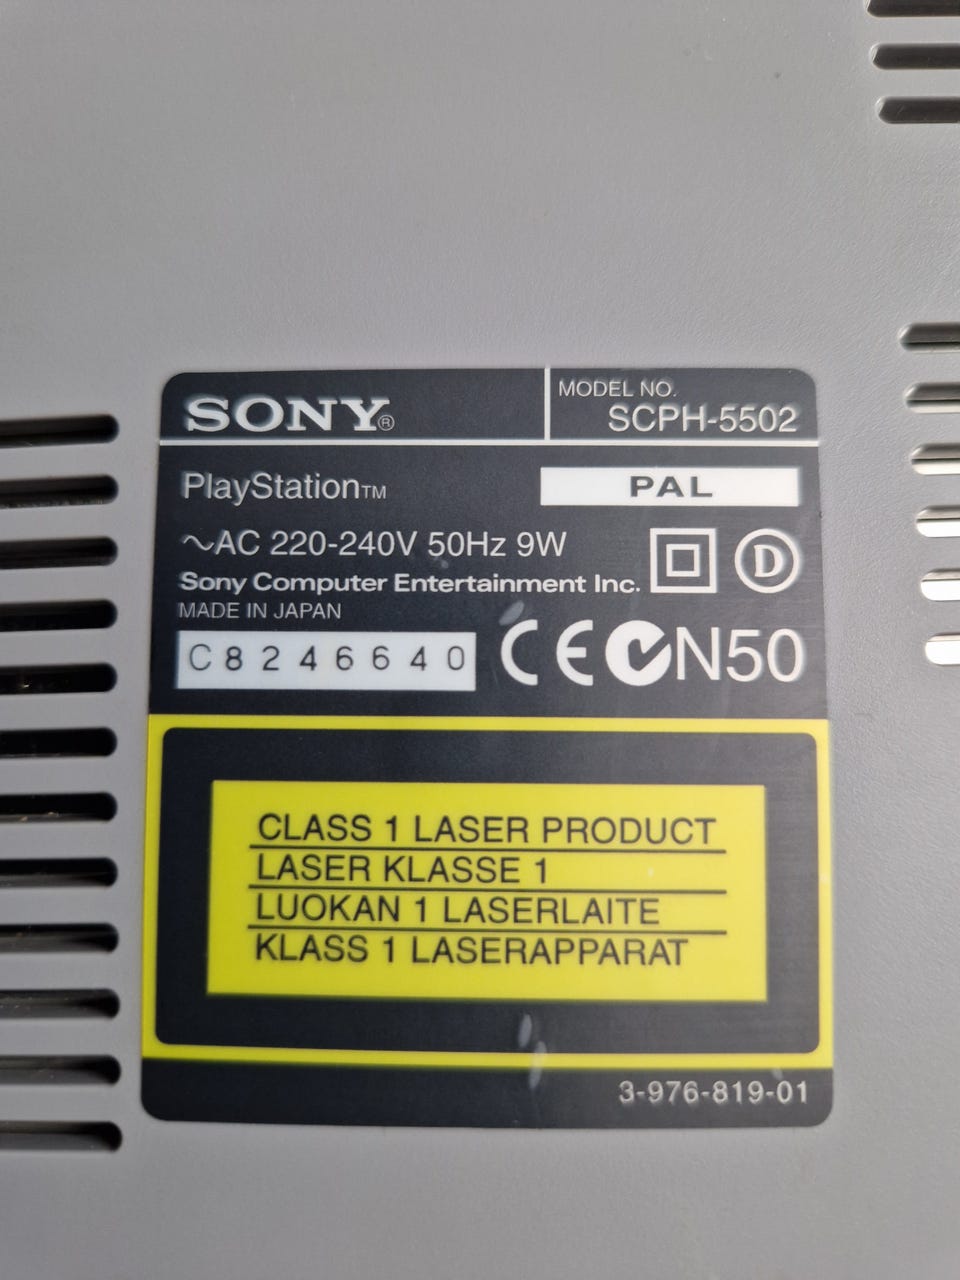 SONY®
MODEL NO.
SCPH-5502
PlayStation™
PAL
~AC 220-240V 50Hz 9W
D
Sony Computer Entertainment Inc.
MADE IN JAPAN
C8246640
CE N50
CLASS 1 LASER PRODUCT
LASER KLASSE 1
LUOKAN 1 LASERLAITE
KLASS 1 LASERAPPARAT
3-976-819-01